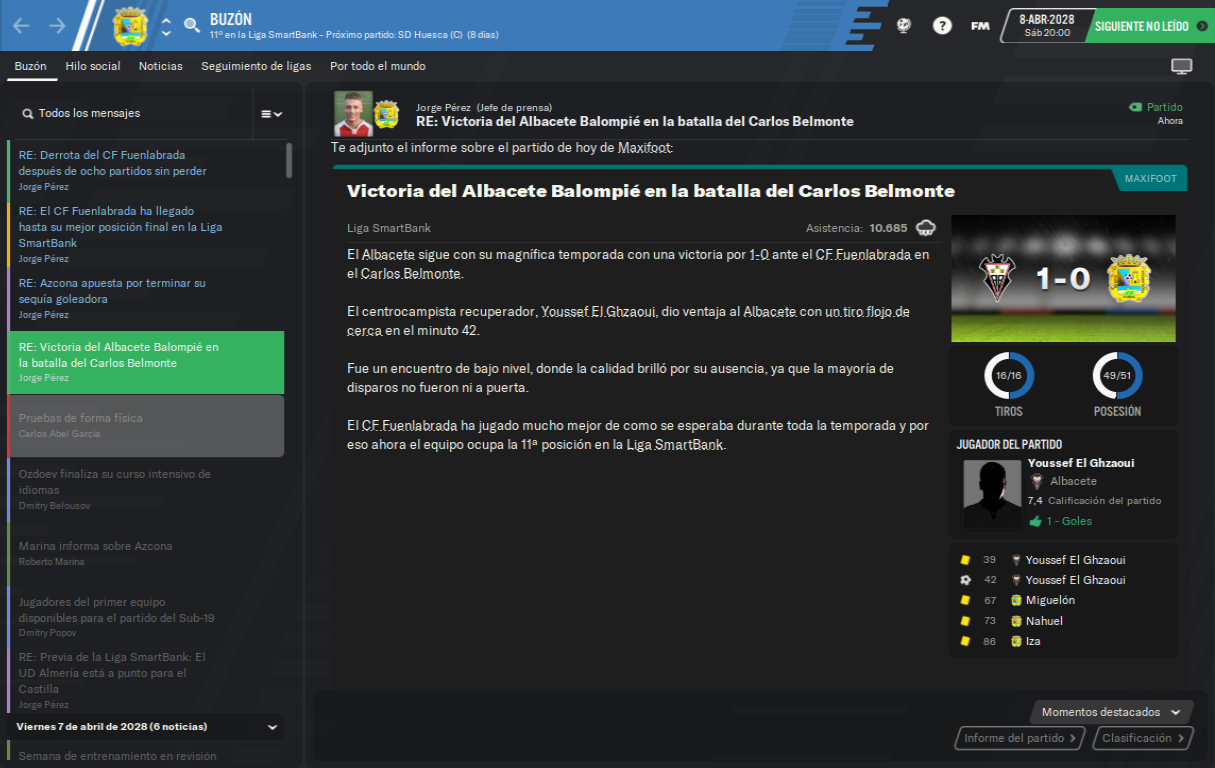 BUZÓN
11º en la Liga SmartBank - Próximo partido: SD Huesca (C) (8 días)
?
FM
8-ABR-2028
Sáb 20:00
SIGUIENTE NO LEÍDO
Buzón
Hilo social
Noticias
Seguimiento de ligas
Por todo el mundo
Todos los mensajes
RE: Derrota del CF Fuenlabrada
después de ocho partidos sin perder
Jorge Pérez
RE: El CF Fuenlabrada ha llegado
hasta su mejor posición final en la Liga
SmartBank
Jorge Pérez
RE: Azcona apuesta por terminar su
sequía goleadora
Jorge Pérez
RE: Victoria del Albacete Balompié en
la batalla del Carlos Belmonte
Jorge Pérez
Pruebas de forma física
Carlos Abel García
Ozdoev finaliza su curso intensivo de
idiomas
Dmitry Belousov
Marina informa sobre Azcona
Roberto Marina
Jugadores del primer equipo
disponibles para el partido del Sub-19
Dmitry Popov
RE: Previa de la Liga SmartBank: El
UD Almería está a punto para el
Castilla
Jorge Pérez
Viernes 7 de abril de 2028 (6 noticias)
Semana de entrenamiento en revisión
Jorge Pérez (Jefe de prensa)
RE: Victoria del Albacete Balompié en la batalla del Carlos Belmonte
Partido
Ahora
Te adjunto el informe sobre el partido de hoy de Maxifoot:
MAXIFOOT
Victoria del Albacete Balompié en la batalla del Carlos Belmonte
Liga SmartBank
Asistencia: 10.685
El Albacete sigue con su magnífica temporada con una victoria por 1-0 ante el CF Fuenlabrada en
el Carlos Belmonte.
El centrocampista recuperador, Youssef El Ghzaoui, dio ventaja al Albacete con un tiro flojo de
cerca en el minuto 42.
Fue un encuentro de bajo nivel, donde la calidad brilló por su ausencia, ya que la mayoría de
disparos no fueron ni a puerta.
El CF Fuenlabrada ha jugado mucho mejor de como se esperaba durante toda la temporada y por
eso ahora el equipo ocupa la 11ª posición en la Liga SmartBank.
1-0
16/16
TIROS
49/51
POSESIÓN
JUGADOR DEL PARTIDO
Youssef El Ghzaoui
Albacete
7,4 Calificación del partido
1 - Goles
39 Youssef El Ghzaoui
42 Youssef El Ghzaoui
67 Miguelón
73 Nahuel
86 Iza
Momentos destacados
Informe del partido
Clasificación